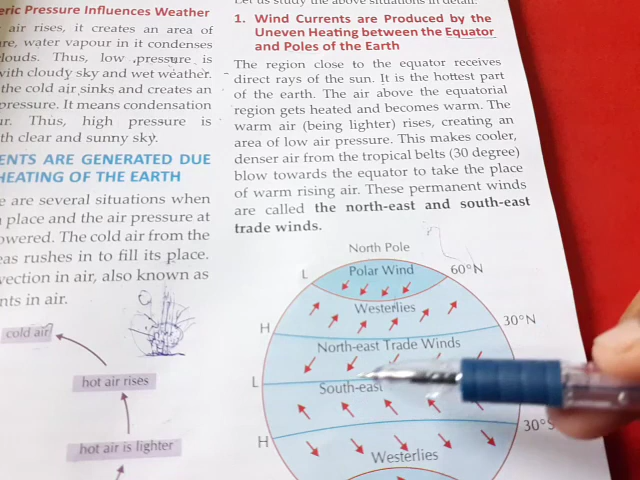 eric Pressure Influences Weather
air rises, it creates an area of
re, water vapour in it condenses
louds. Thus, low pressure is
with cloudy sky and wet weather.
the cold air sinks and creates an
pressure. It means condensation
ur. Thus, high pressure is
th clear and sunny sky.
ENTS ARE GENERATED DUE
HEATING OF THE EARTH
e are several situations when
place and the air pressure at
owered. The cold air from the
eas rushes in to fill its place.
vection in air, also known as
nts in air.
cold air
hot air rises
hot air is lighter
Let us study the above situations in detail.
1. Wind Currents are Produced by the
Uneven Heating between the Equator
and Poles of the Earth
The region close to the equator receives
direct rays of the sun. It is the hottest part
of the earth. The air above the equatorial
region gets heated and becomes warm. The
warm air (being lighter) rises, creating an
area of low air pressure. This makes cooler,
denser air from the tropical belts (30 degree)
blow towards the equator to take the place
of warm rising air. These permanent winds
are called the north-east and south-east
trade winds.
North Pole
L Polar Wind 60°N
Westerlies
H 30°N
North-east Trade Winds
L
South-east
H 30°S
Westerlies